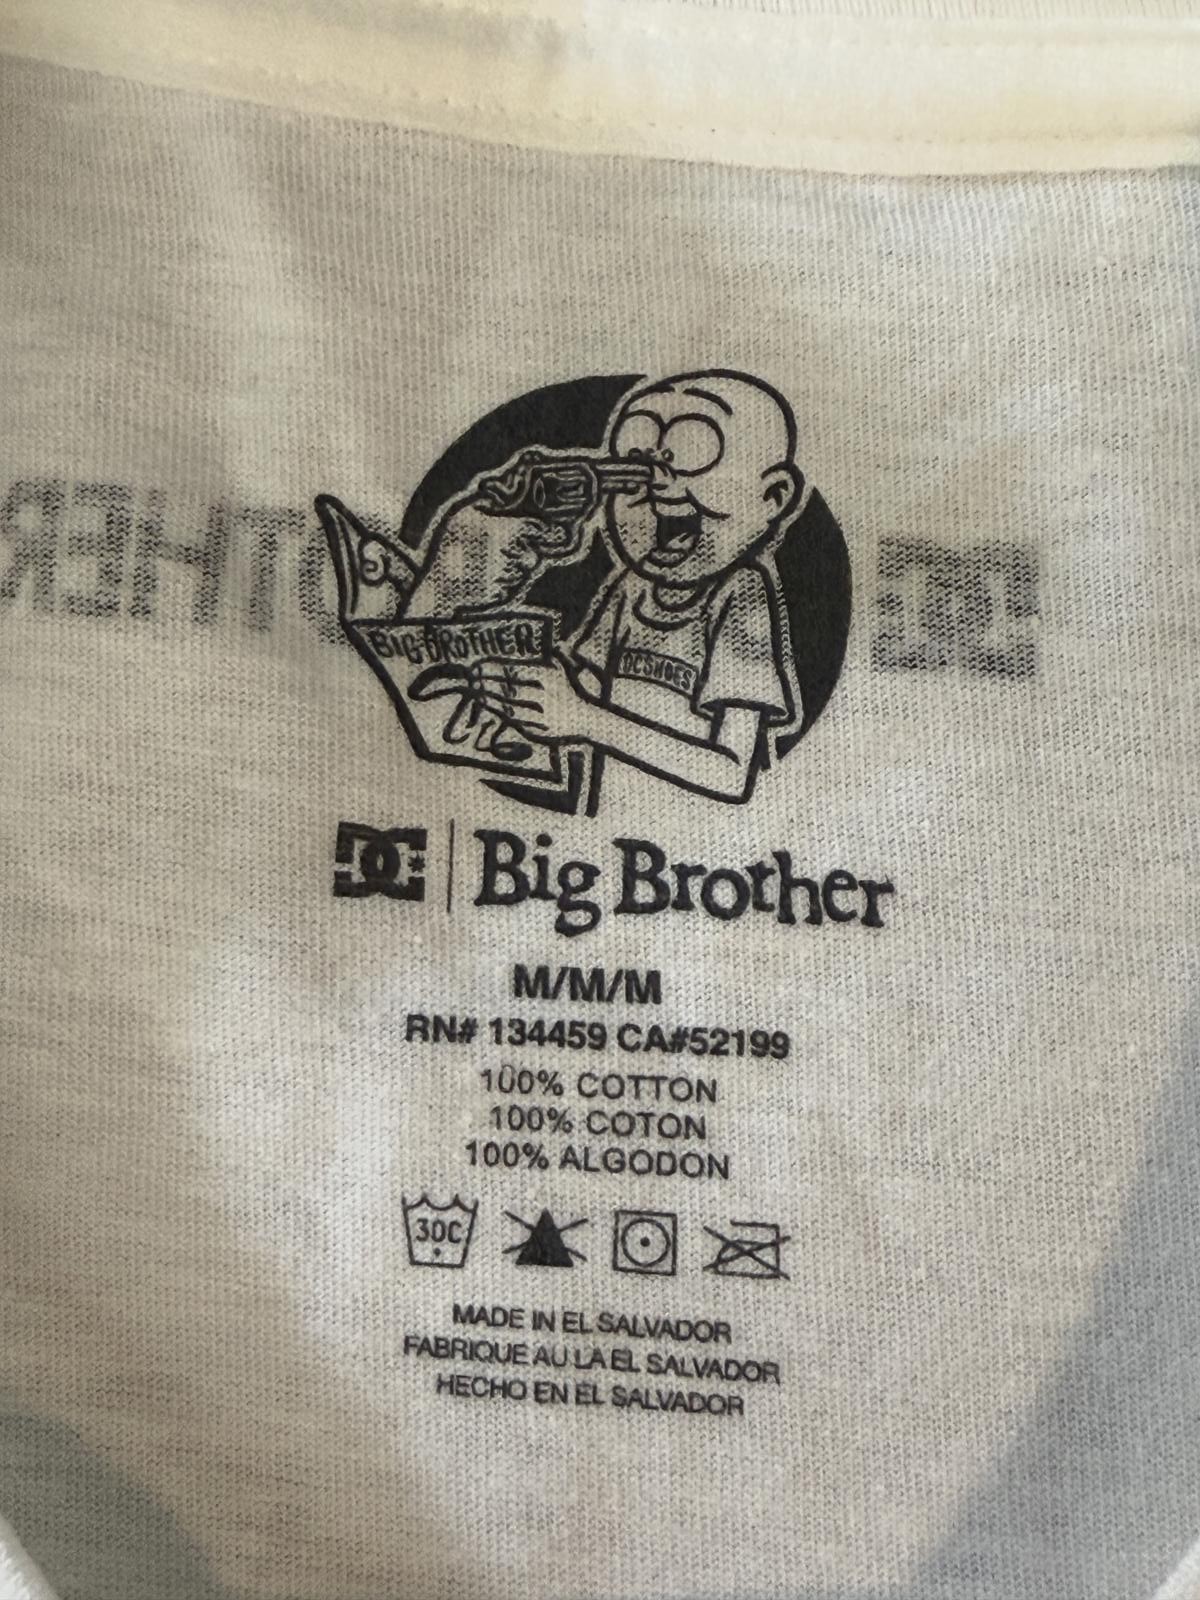 BIG BROTHER
DCSHOES
DC | Big Brother
M/M/M
RN# 134459 CA#52199
100% COTTON
100% COTON
100% ALGODON
30C
MADE IN EL SALVADOR
FABRIQUE AU LA EL SALVADOR
HECHO EN EL SALVADOR